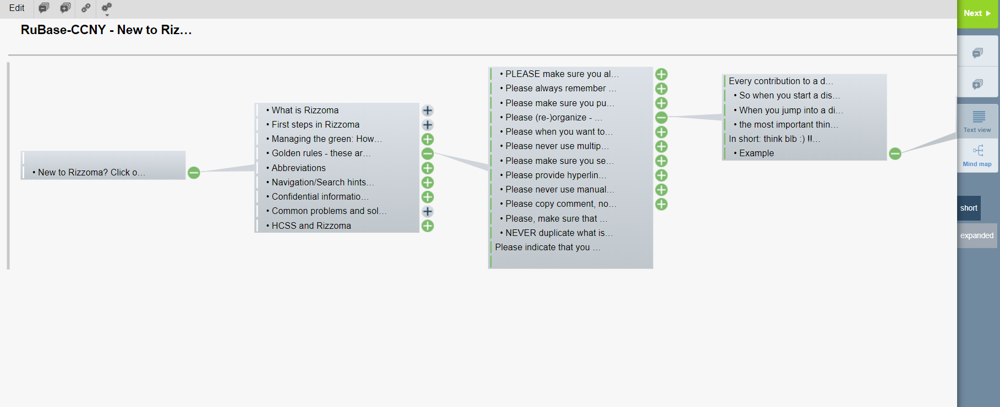 Edit
Next
RuBase-CCNY - New to Riz…
• New to Rizzoma? Click o…
• What is Rizzoma
• First steps in Rizzoma
• Managing the green: How…
• Golden rules - these ar…
• Abbreviations
• Navigation/Search hints…
• Confidential informatio…
• Common problems and sol…
• HCSS and Rizzoma
• PLEASE make sure you al…
• Please always remember …
• Please make sure you pu…
• Please (re-)organize - …
• Please when you want to…
• Please never use multip…
• Please make sure you se…
• Please provide hyperlin…
• Please never use manual…
• Please copy comment, no…
• Please, make sure that …
• NEVER duplicate what is…
Please indicate that you …
Every contribution to a d…
• So when you start a dis…
• When you jump into a di…
• the most important thin…
In short: think blb :) !!…
• Example
Text view
Mind map
short
expanded